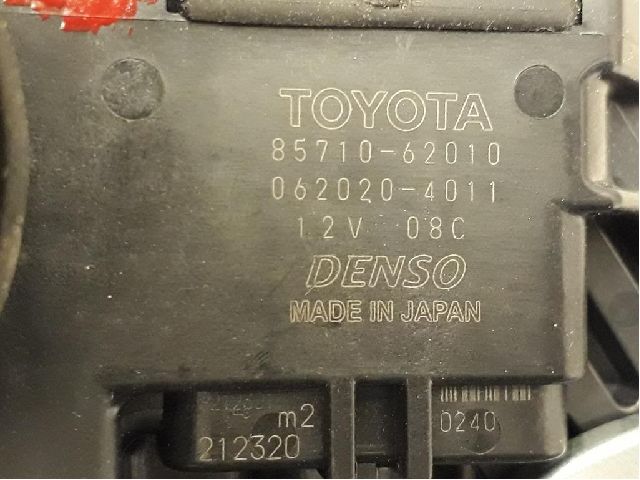 TOYOTA
85710-62010
062020-4011
12V 08C
DENSO
MADE IN JAPAN
m2
0240
212320